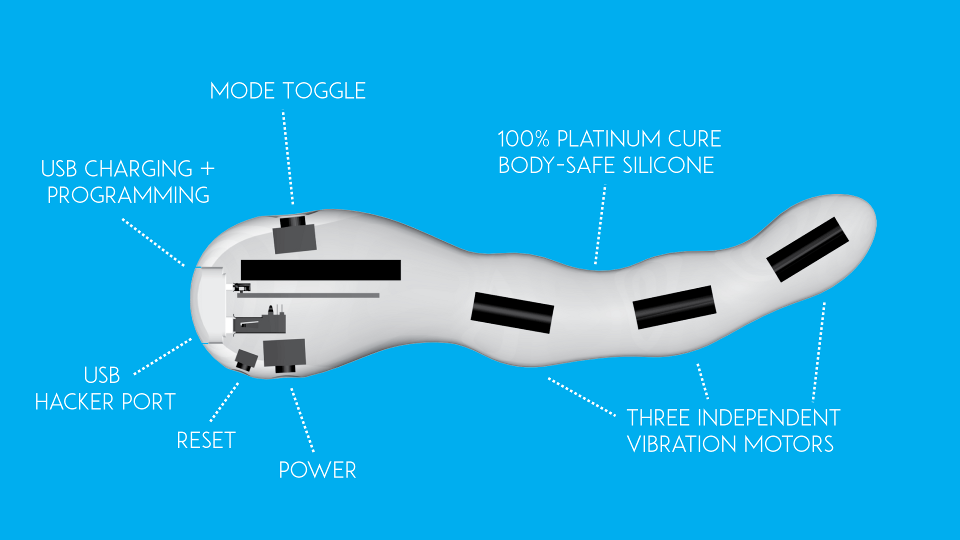 MODE TOGGLE
100% PLATINUM CURE
BODY-SAFE SILICONE
USB CHARGING +
PROGRAMMING
USB
HACKER PORT
RESET
POWER
THREE INDEPENDENT
VIBRATION MOTORS